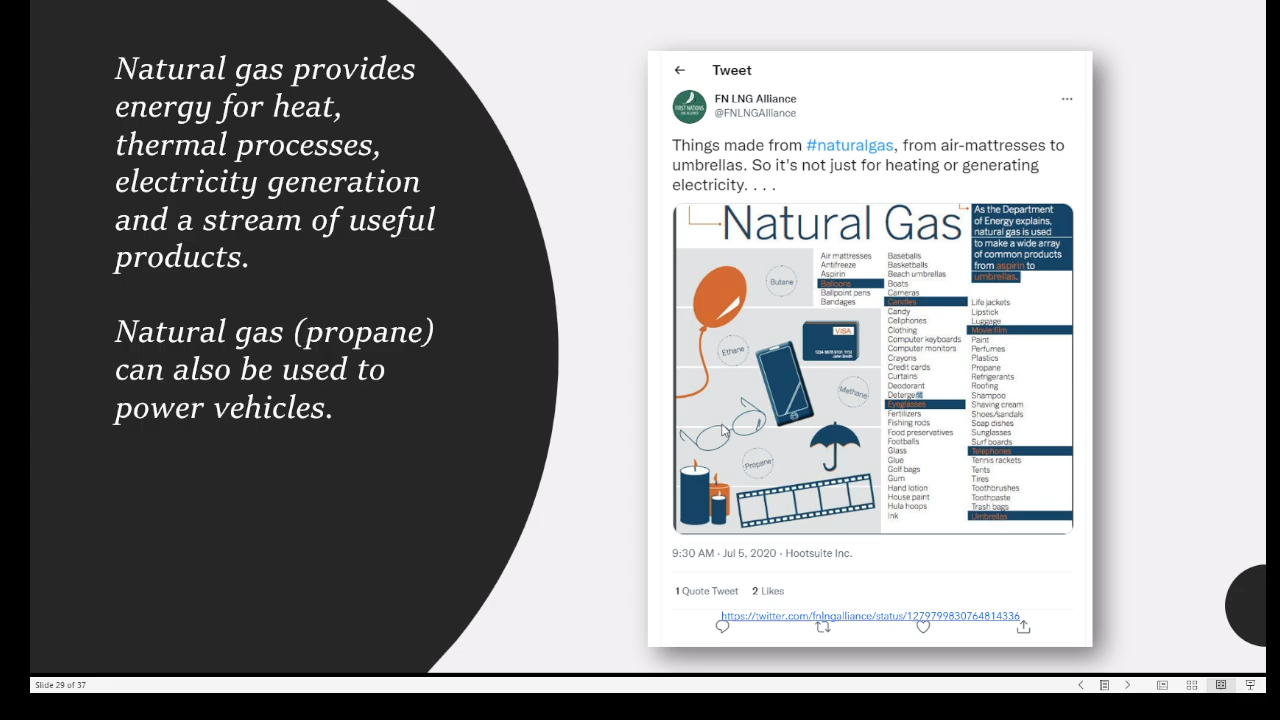 Natural gas provides
energy for heat,
thermal processes,
electricity generation
and a stream of useful
products.
Natural gas (propane)
can also be used to
power vehicles.
Tweet
FN LNG Alliance
@FNLNGAlliance
Things made from #naturalgas, from air-mattresses to
umbrellas. So it's not just for heating or generating
electricity. . . .
Natural Gas
As the Department
of Energy explains,
natural gas is used
to make a wide array
of common products
from aspirin to
umbrellas.
Butane
Ethane
Methane
Propane
VISA
Air mattresses
Antifreeze
Aspirin
Balloons
Ballpoint pens
Bandages
Baseballs
Basketballs
Beach umbrellas
Boats
Cameras
Candles
Candy
Cellphones
Clothing
Computer keyboards
Computer monitors
Crayons
Credit cards
Curtains
Deodorant
Eyeglasses
Fertilizers
Fishing rods
Food preservatives
Footballs
Glass
Glue
Golf bags
Gum
Hand lotion
House paint
Hula hoops
Ink
Life jackets
Lipstick
Luggage
Movie film
Paint
Perfumes
Plastics
Propane
Refrigerants
Roofing
Shampoo
Shaving cream
Shoes/sandals
Soap dishes
Sunglasses
Surf boards
Telephones
Tennis rackets
Tents
Tires
Toothbrushes
Toothpaste
Trash bags
Umbrellas
9:30 AM · Jul 5, 2020 · Hootsuite Inc.
1 Quote Tweet 2 Likes
https://twitter.com/fnlngalliance/status/1279799830764814336
Slide 29 of 37